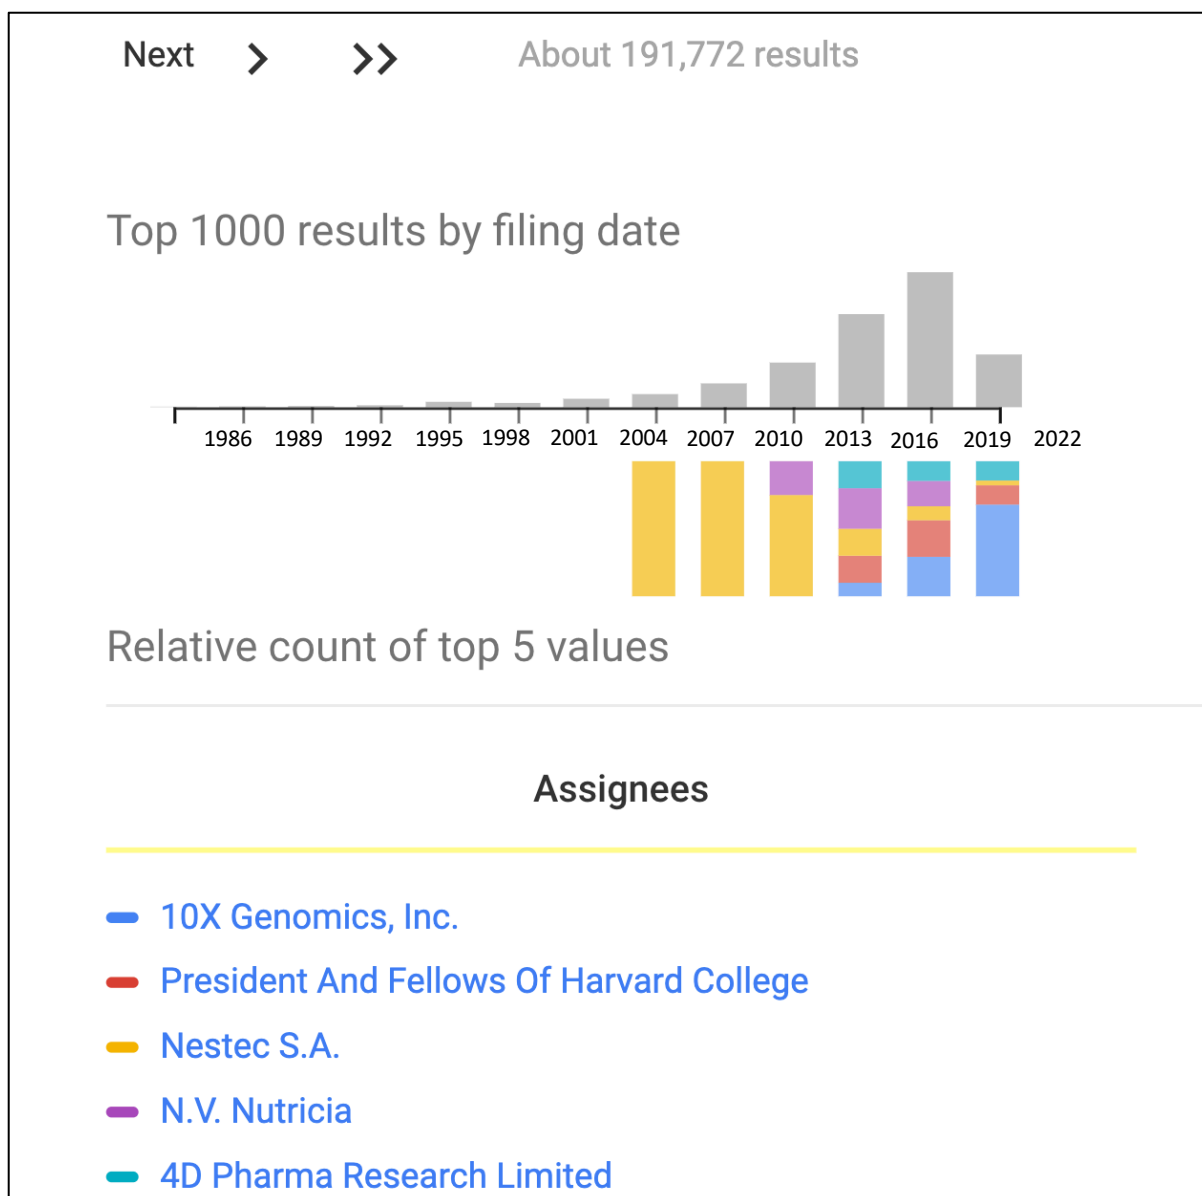 Next About 191,772 results
Top 1000 results by filing date
1986 1989 1992 1995 1998 2001 2004 2007 2010 2013 2016 2019 2022
Relative count of top 5 values
Assignees
10X Genomics, Inc.
President And Fellows Of Harvard College
Nestec S.A.
N.V. Nutricia
4D Pharma Research Limited